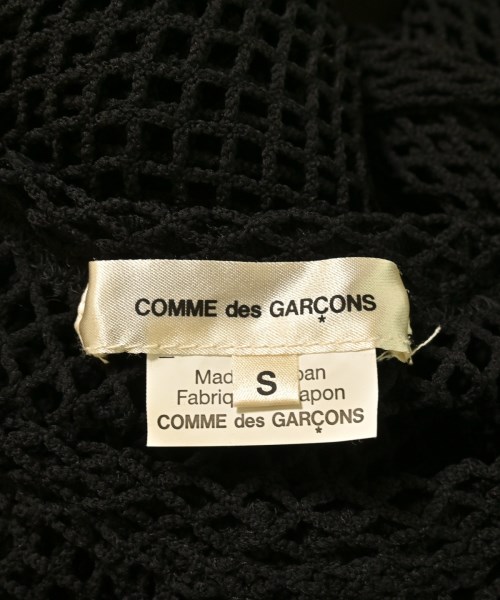 COMME des GARÇONS
S
Mad pan
Fabriq apon
COMME des GARÇONS